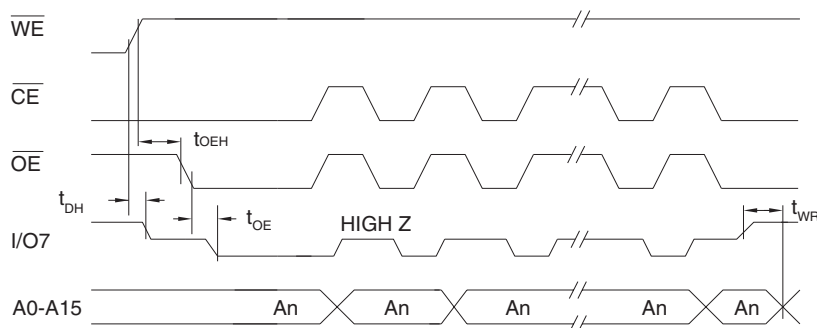 WE
CE
tOEH
OE
tDH
tOE
HIGH Z
tWR
I/O7
A0-A15
An
An
An
An
An